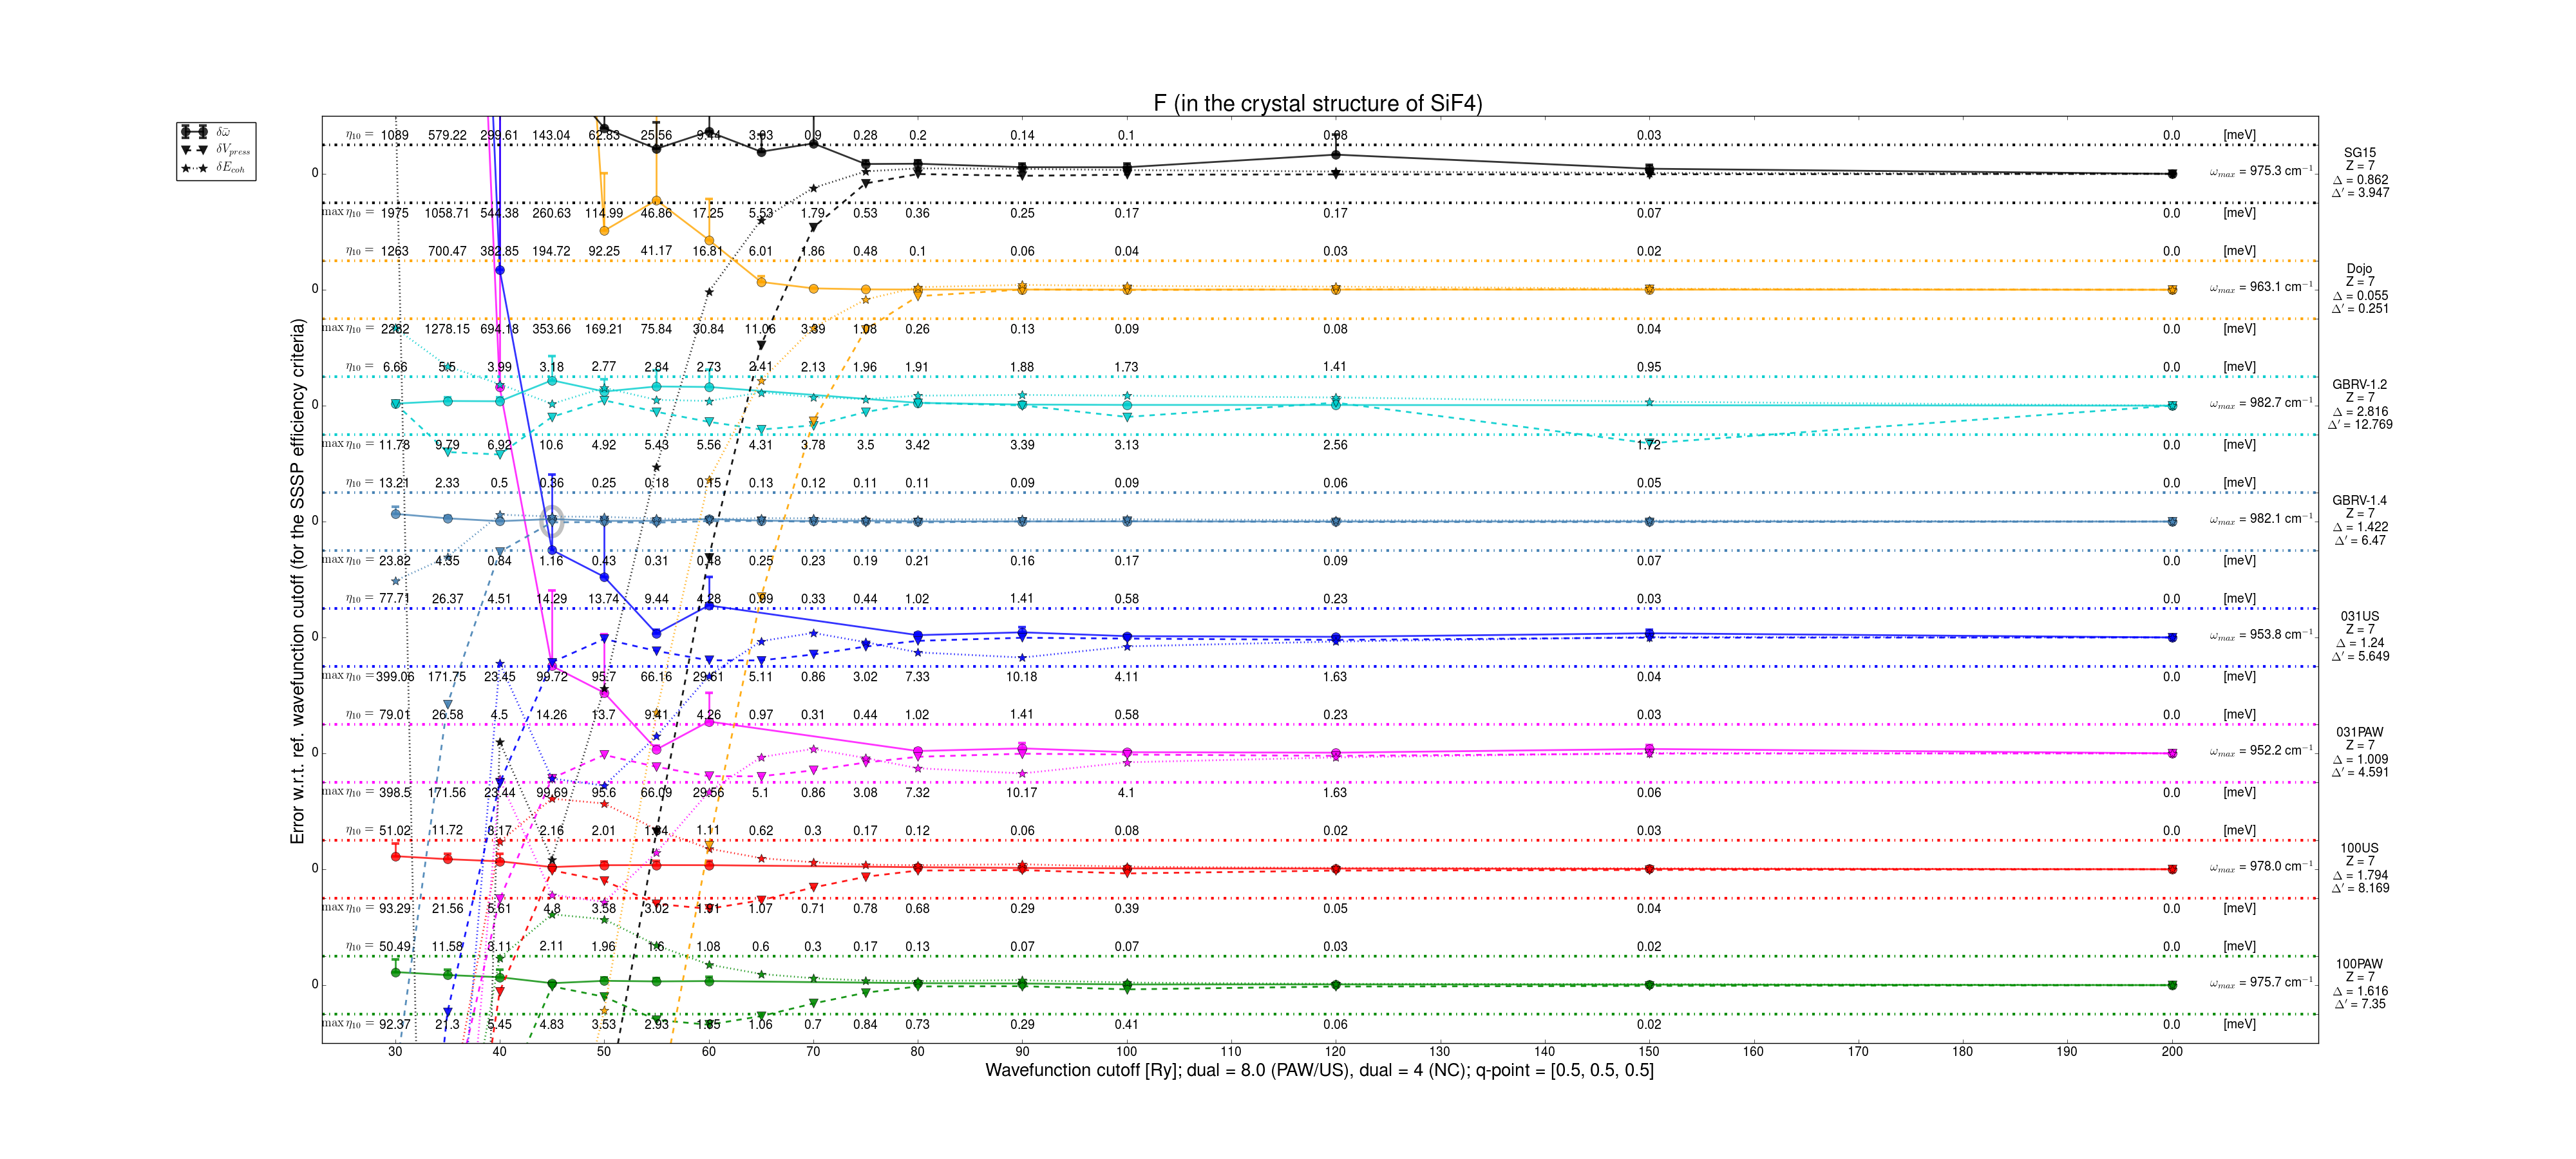 F (in the crystal structure of SiF4)
δω̄
δV_press
δE_coh
Error w.r.t. ref. wavefunction cutoff (for the SSSP efficiency criteria)
η₁₀ = 1089 579.22 299.61 143.04 62.83 25.56 9.44 3.03 0.9 0.28 0.2 0.14 0.1 0.08 0.03 0.0 [meV]
0 ω_max = 975.3 cm⁻¹
max η₁₀ = 1975 1058.71 544.38 260.63 114.99 46.86 17.25 5.53 1.79 0.53 0.36 0.25 0.17 0.17 0.07 0.0 [meV]
SG15
Z = 7
Δ = 0.862
Δ′ = 3.947
η₁₀ = 1263 700.47 382.85 194.72 92.25 41.17 16.81 6.01 1.86 0.48 0.1 0.06 0.04 0.03 0.02 0.0 [meV]
0 ω_max = 963.1 cm⁻¹
max η₁₀ = 2282 1278.15 694.18 353.66 169.21 75.84 30.84 11.06 3.39 1.08 0.26 0.13 0.09 0.08 0.04 0.0 [meV]
Dojo
Z = 7
Δ = 0.055
Δ′ = 0.251
η₁₀ = 6.66 5.5 3.99 3.18 2.77 2.84 2.73 2.41 2.13 1.96 1.91 1.88 1.73 1.41 0.95 0.0 [meV]
0 ω_max = 982.7 cm⁻¹
max η₁₀ = 11.78 9.79 6.92 10.6 4.92 5.43 5.56 4.31 3.78 3.5 3.42 3.39 3.13 2.56 1.72 0.0 [meV]
GBRV-1.2
Z = 7
Δ = 2.816
Δ′ = 12.769
η₁₀ = 13.21 2.33 0.5 0.36 0.25 0.18 0.15 0.13 0.12 0.11 0.11 0.09 0.09 0.06 0.05 0.0 [meV]
0 ω_max = 982.1 cm⁻¹
max η₁₀ = 23.82 4.35 0.84 1.16 0.43 0.31 0.48 0.25 0.23 0.19 0.21 0.16 0.17 0.09 0.07 0.0 [meV]
GBRV-1.4
Z = 7
Δ = 1.422
Δ′ = 6.47
η₁₀ = 77.71 26.37 4.51 14.29 13.74 9.44 4.28 0.99 0.33 0.44 1.02 1.41 0.58 0.23 0.03 0.0 [meV]
0 ω_max = 953.8 cm⁻¹
max η₁₀ = 399.06 171.75 23.45 99.72 95.7 66.16 29.61 5.11 0.86 3.02 7.33 10.18 4.11 1.63 0.04 0.0 [meV]
031US
Z = 7
Δ = 1.24
Δ′ = 5.649
η₁₀ = 79.01 26.58 4.5 14.26 13.7 9.41 4.26 0.97 0.31 0.44 1.02 1.41 0.58 0.23 0.03 0.0 [meV]
0 ω_max = 952.2 cm⁻¹
max η₁₀ = 398.5 171.56 23.44 99.69 95.6 66.09 29.56 5.1 0.86 3.08 7.32 10.17 4.1 1.63 0.06 0.0 [meV]
031PAW
Z = 7
Δ = 1.009
Δ′ = 4.591
η₁₀ = 51.02 11.72 8.17 2.16 2.01 1.11 0.62 0.3 0.17 0.12 0.06 0.08 0.02 0.03 0.0 [meV]
0 ω_max = 978.0 cm⁻¹
max η₁₀ = 93.29 21.56 4.8 3.58 3.02 1.91 1.07 0.71 0.78 0.68 0.29 0.39 0.05 0.04 0.0 [meV]
100US
Z = 7
Δ = 1.794
Δ′ = 8.169
η₁₀ = 50.49 11.58 8.11 2.11 1.96 1.6 1.08 0.6 0.3 0.17 0.13 0.07 0.07 0.03 0.02 0.0 [meV]
0 ω_max = 975.7 cm⁻¹
max η₁₀ = 92.37 21.3 4.83 3.53 2.93 1.85 1.06 0.7 0.84 0.73 0.29 0.41 0.06 0.02 0.0 [meV]
100PAW
Z = 7
Δ = 1.616
Δ′ = 7.35
30 40 50 60 70 80 90 100 110 120 130 140 150 160 170 180 190 200
Wavefunction cutoff [Ry]; dual = 8.0 (PAW/US), dual = 4 (NC); q-point = [0.5, 0.5, 0.5]